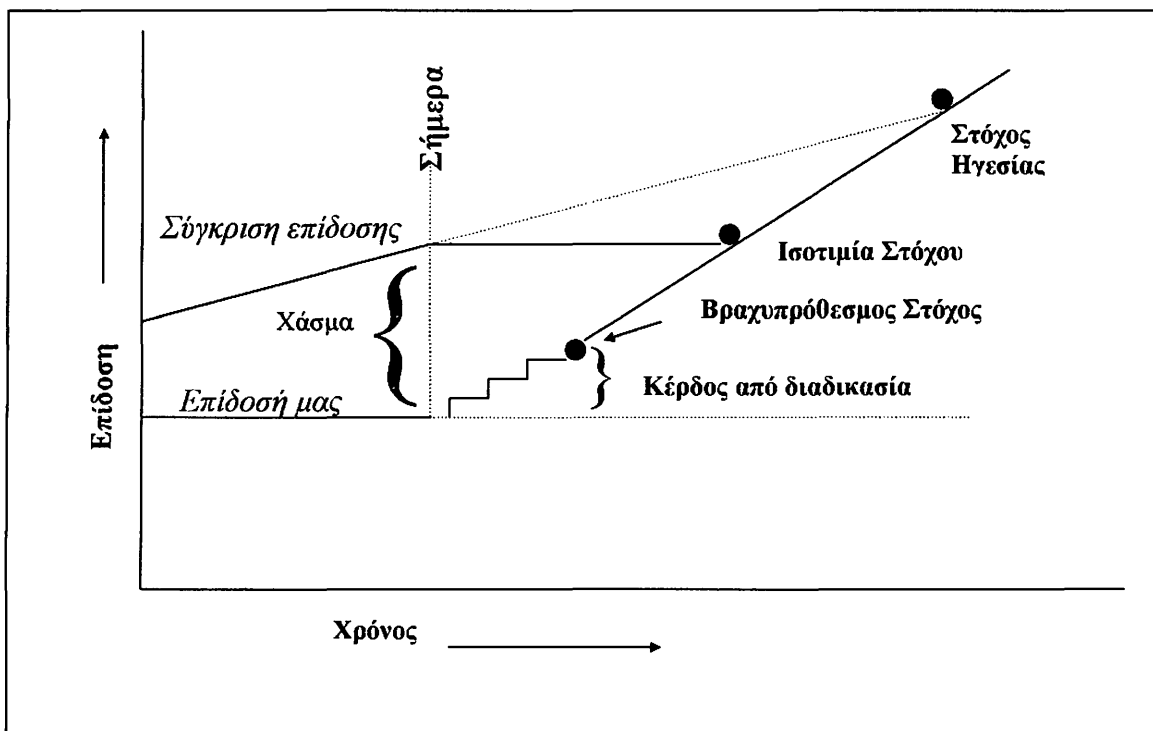 Σήμερα
Στόχος
Ηγεσίας
Σύγκριση επίδοσης
Ισοτιμία Στόχου
Βραχυπρόθεσμος Στόχος
Χάσμα
Κέρδος από διαδικασία
Επίδοσή μας
Επίδοση
Χρόνος